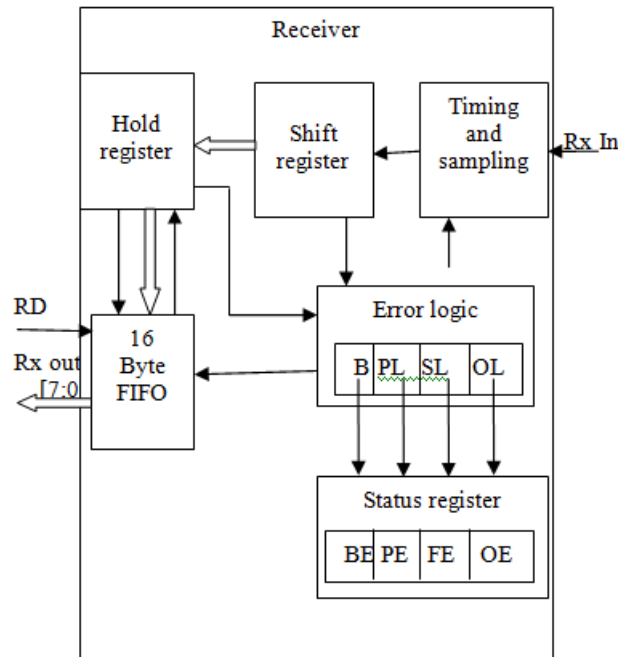 Receiver
Hold
register
Shift
register
Timing
and
sampling
Rx In
RD
Rx out
[7:0
16
Byte
FIFO
Error logic
B PL SL OL
Status register
BE PE FE OE